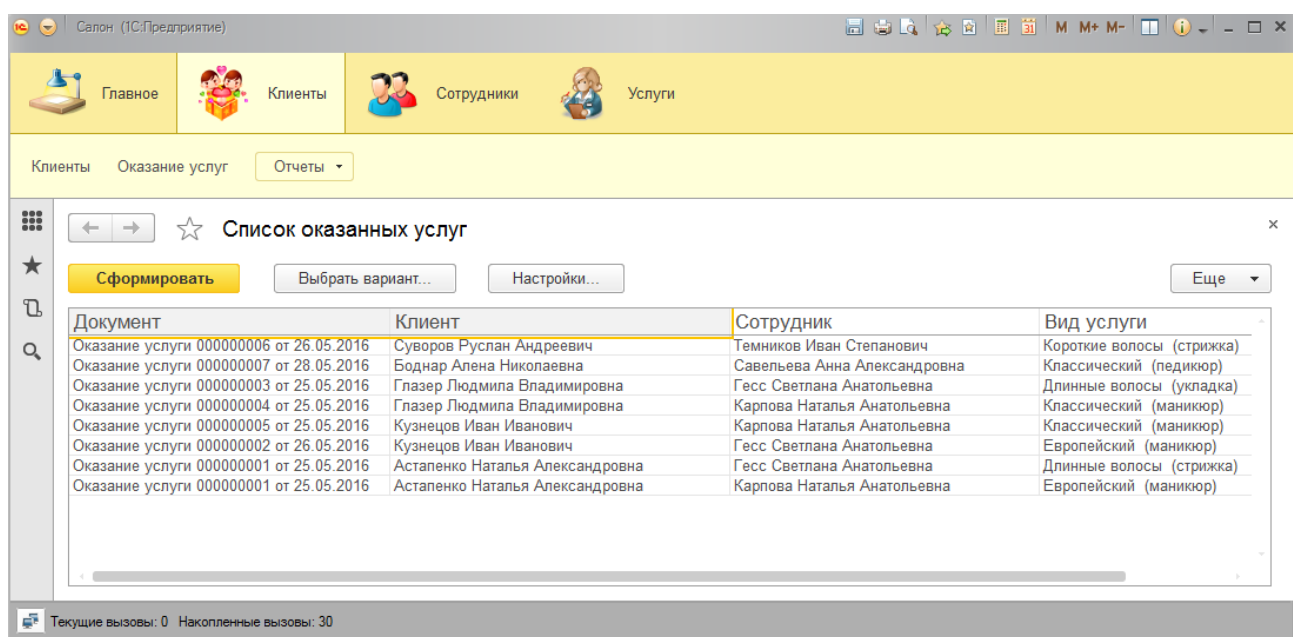 Салон (1С:Предприятие)
31 M M+ M-
Главное Клиенты Сотрудники Услуги
Клиенты Оказание услуг Отчеты
Список оказанных услуг
Сформировать Выбрать вариант... Настройки... Еще
Документ Клиент Сотрудник Вид услуги
Оказание услуги 000000006 от 26.05.2016 Суворов Руслан Андреевич Темников Иван Степанович Короткие волосы (стрижка)
Оказание услуги 000000007 от 28.05.2016 Боднар Алена Николаевна Савельева Анна Александровна Классический (педикюр)
Оказание услуги 000000003 от 25.05.2016 Глазер Людмила Владимировна Гесс Светлана Анатольевна Длинные волосы (укладка)
Оказание услуги 000000004 от 25.05.2016 Глазер Людмила Владимировна Карпова Наталья Анатольевна Классический (маникюр)
Оказание услуги 000000005 от 25.05.2016 Кузнецов Иван Иванович Карпова Наталья Анатольевна Классический (маникюр)
Оказание услуги 000000002 от 26.05.2016 Кузнецов Иван Иванович Гесс Светлана Анатольевна Европейский (маникюр)
Оказание услуги 000000001 от 25.05.2016 Астапенко Наталья Александровна Гесс Светлана Анатольевна Длинные волосы (стрижка)
Оказание услуги 000000001 от 25.05.2016 Астапенко Наталья Александровна Карпова Наталья Анатольевна Европейский (маникюр)
Текущие вызовы: 0 Накопленные вызовы: 30